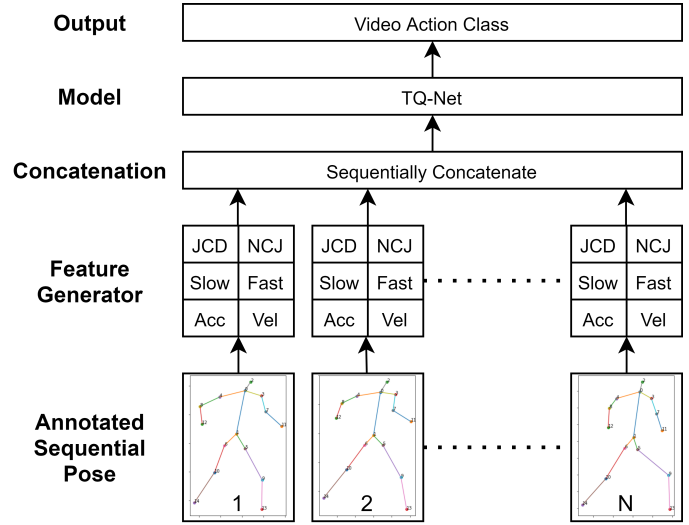 Output
Video Action Class
Model
TQ-Net
Concatenation
Sequentially Concatenate
Feature
Generator
JCD NCJ
Slow Fast
Acc Vel
JCD NCJ
Slow Fast
Acc Vel
JCD NCJ
Slow Fast
Acc Vel
Annotated
Sequential
Pose
1
2
N